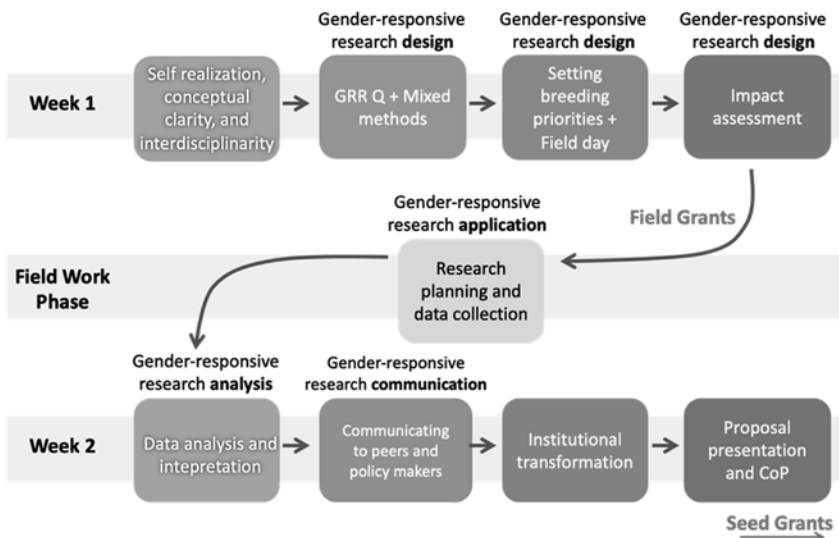 Gender-responsive
research design
Gender-responsive
research design
Gender-responsive
research design
Week 1
Self realization,
conceptual
clarity, and
interdisciplinarity
GRR Q + Mixed
methods
Setting
breeding
priorities +
Field day
Impact
assessment
Gender-responsive
research application
Field Grants
Field Work
Phase
Research
planning and
data collection
Gender-responsive
research analysis
Gender-responsive
research communication
Week 2
Data analysis and
intepretation
Communicating
to peers and
policy makers
Institutional
transformation
Proposal
presentation
and CoP
Seed Grants